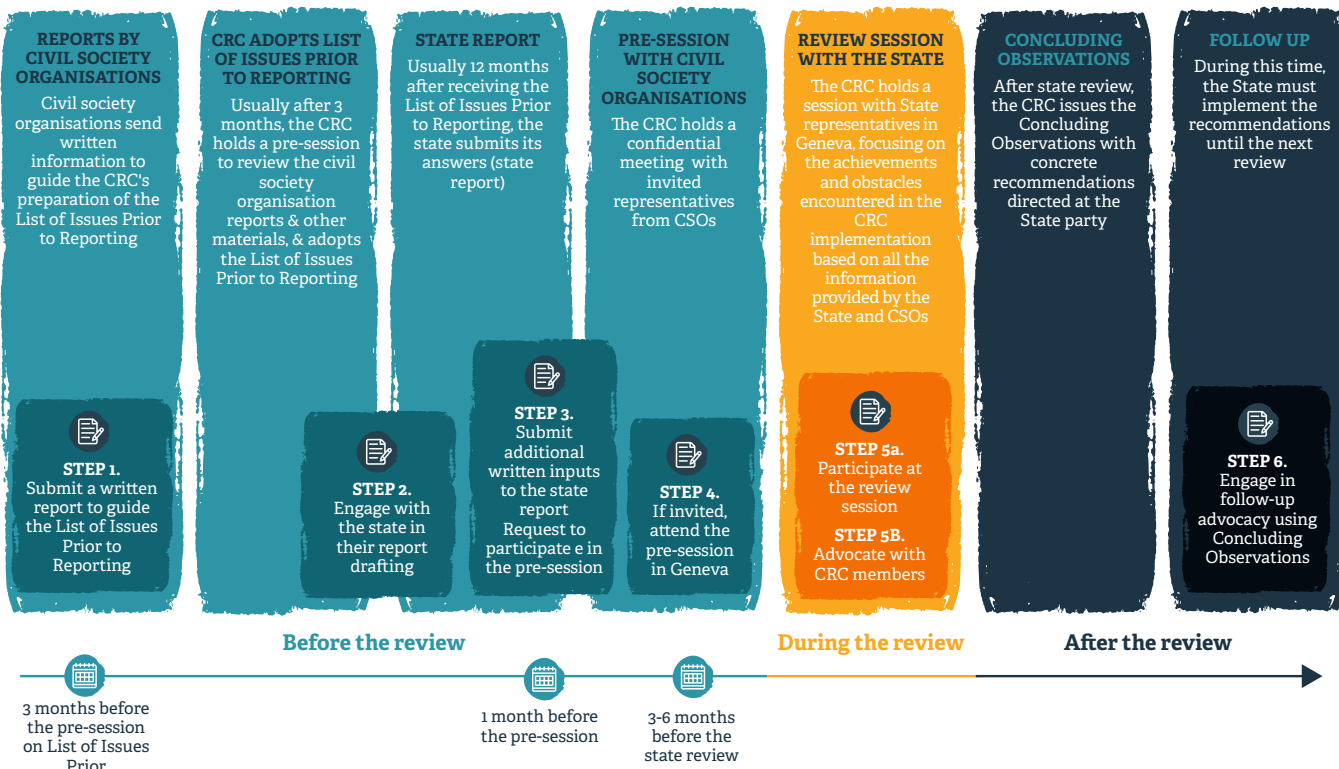 REPORTS BY
CIVIL SOCIETY
ORGANISATIONS
Civil society
organisations send
written
information to
guide the CRC's
preparation of the
List of Issues Prior
to Reporting
STEP 1.
Submit a written
report to guide
the List of Issues
Prior to
Reporting
CRC ADOPTS LIST
OF ISSUES PRIOR
TO REPORTING
Usually after 3
months, the CRC
holds a pre-session
to review the civil
society
organisation
reports & other
materials, & adopts
the List of Issues
Prior to Reporting
STEP 2.
Engage with
the state in
their report
drafting
STATE REPORT
Usually 12 months
after receiving the
List of Issues Prior
to Reporting, the
state submits its
answers (state
report)
STEP 3.
Submit
additional
written inputs
to the state
report
Request to
participate e in
the pre-session
PRE-SESSION
WITH CIVIL
SOCIETY
ORGANISATIONS
The CRC holds a
confidential
meeting with
invited
representatives
from CSOs
STEP 4.
If invited,
attend the
pre-session
in Geneva
REVIEW SESSION
WITH THE STATE
The CRC holds a
session with State
representatives in
Geneva, focusing on
the achievements
and obstacles
encountered in the
CRC
implementation
based on all the
information
provided by the
State and CSOs
STEP 5a.
Participate at
the review
session
STEP 5B.
Advocate with
CRC members
CONCLUDING
OBSERVATIONS
After state review,
the CRC issues the
Concluding
Observations with
concrete
recommendations
directed at the
State party
FOLLOW UP
During this time,
the State must
implement the
recommendations
until the next
review
STEP 6.
Engage in
follow-up
advocacy using
Concluding
Observations
Before the review
During the review
After the review
3 months before
the pre-session
on List of Issues
Prior
1 month before
the pre-session
3-6 months
before the
state review